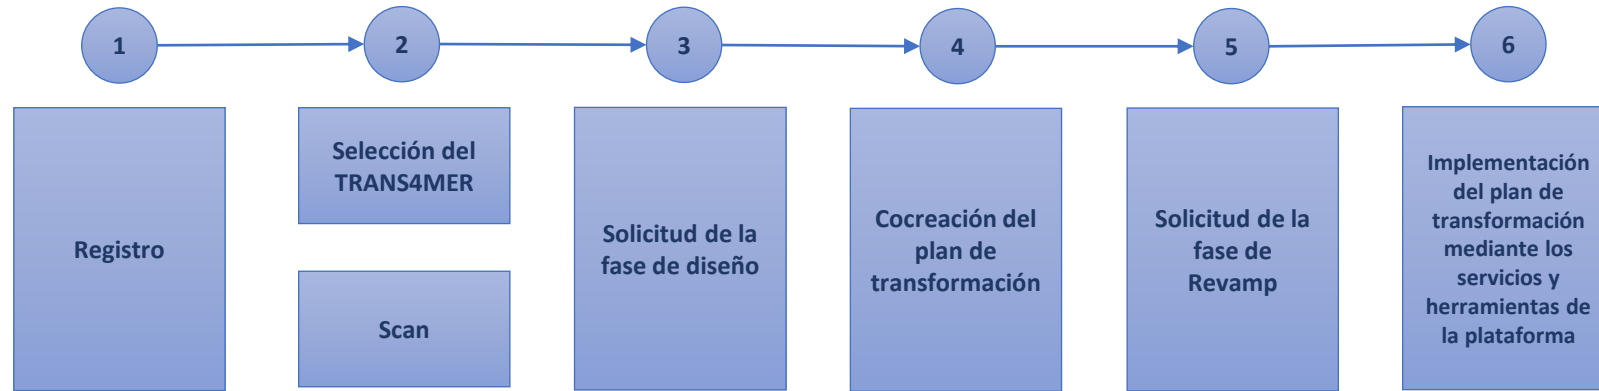 1
2
3
4
5
6
Registro
Selección del
TRANS4MER
Scan
Solicitud de la
fase de diseño
Cocreación del
plan de
transformación
Solicitud de la
fase de
Revamp
Implementación
del plan de
transformación
mediante los
servicios y
herramientas de
la plataforma